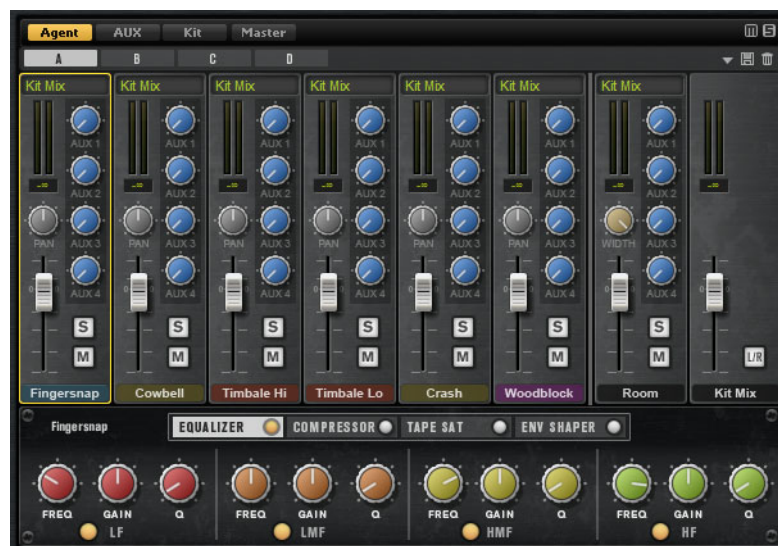 Agent AUX Kit Master m S
A B C D
Kit Mix Kit Mix Kit Mix Kit Mix Kit Mix Kit Mix Kit Mix Kit Mix
AUX 1 AUX 1 AUX 1 AUX 1 AUX 1 AUX 1 AUX 1
-∞ AUX 2 -∞ AUX 2 -∞ AUX 2 -∞ AUX 2 -∞ AUX 2 -∞ AUX 2 -∞ AUX 2 -∞
PAN AUX 3 PAN AUX 3 PAN AUX 3 PAN AUX 3 PAN AUX 3 PAN AUX 3 WIDTH AUX 3
AUX 4 AUX 4 AUX 4 AUX 4 AUX 4 AUX 4 AUX 4
S S S S S S S
M M M M M M M L/R
Fingersnap Cowbell Timbale Hi Timbale Lo Crash Woodblock Room Kit Mix
Fingersnap EQUALIZER COMPRESSOR TAPE SAT ENV SHAPER
FREQ GAIN Q FREQ GAIN Q FREQ GAIN Q FREQ GAIN Q
LF LMF HMF HF